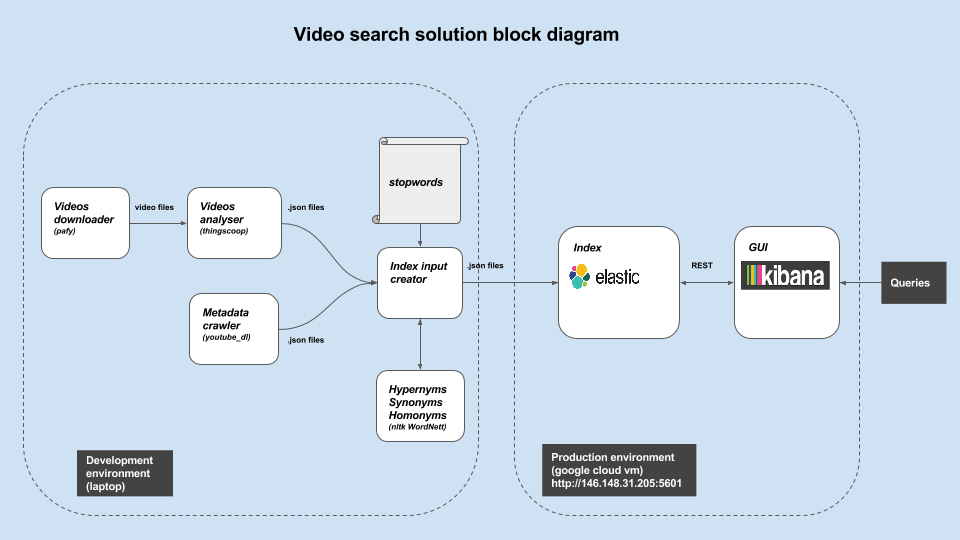 Video search solution block diagram
stopwords
Videos
downloader
(pafy)
video files
Videos
analyser
(thingscoop)
.json files
Metadata
crawler
(youtube_dl)
.json files
Index input
creator
.json files
Hypernyms
Synonyms
Homonyms
(nltk WordNett)
Development
environment
(laptop)
Index
elastic
REST
GUI
kibana
Queries
Production environment
(google cloud vm)
http://146.148.31.205:5601